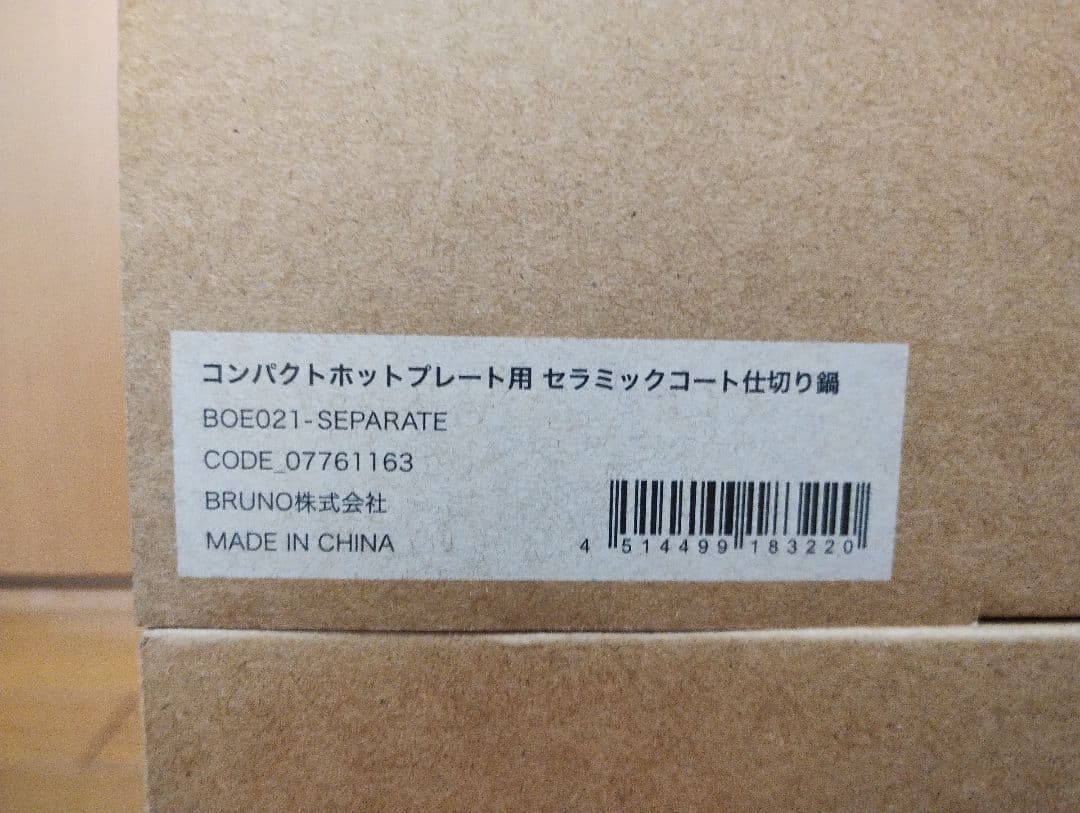 コンパクトホットプレート用 セラミックコート仕切り鍋
BOE021-SEPARATE
CODE_07761163
BRUNO株式会社
MADE IN CHINA
4 514499 183220